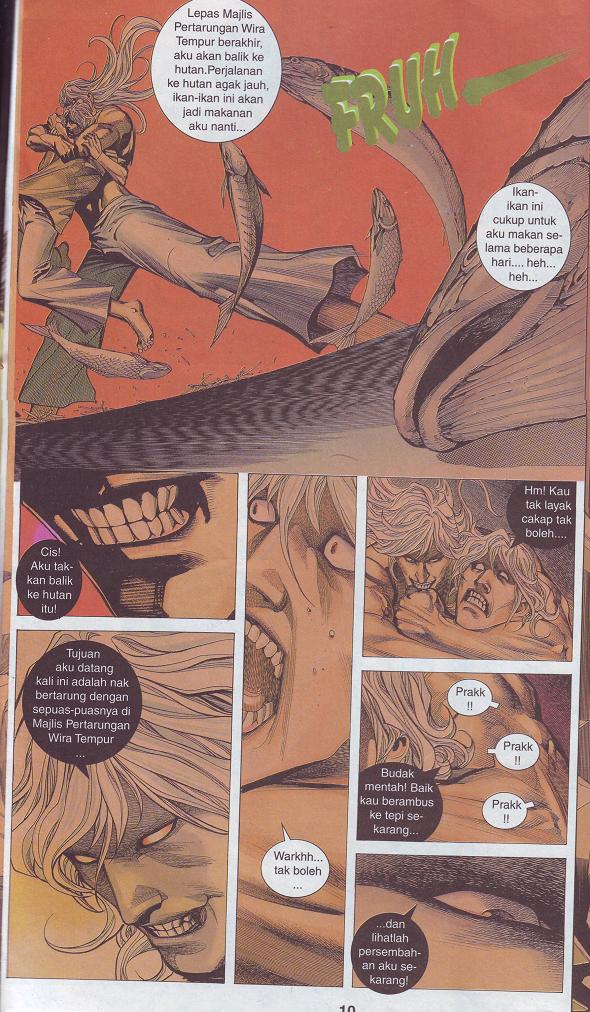 Lepas Majlis
Pertarungan Wira
Tempur berakhir,
aku akan balik ke
hutan.Perjalanan
ke hutan agak jauh,
ikan-ikan ini akan
jadi makanan
aku nanti...
FRUH
Ikan-
ikan ini
cukup untuk
aku makan se-
lama beberapa
hari.... heh...
heh...
Cis!
Aku tak-
kan balik
ke hutan
itu!
Tujuan
aku datang
kali ini adalah nak
bertarung dengan
sepuas-puasnya di
Majlis Pertarungan
Wira Tempur
...
Warkhh...
tak boleh
...
Hm! Kau
tak layak
cakap tak
boleh....
Prakk
!!
Prakk
!!
Prakk
!!
Budak
mentah! Baik
kau berambus
ke tepi se-
karang...
...dan
lihatlah
persembah-
an aku se-
karang!
10